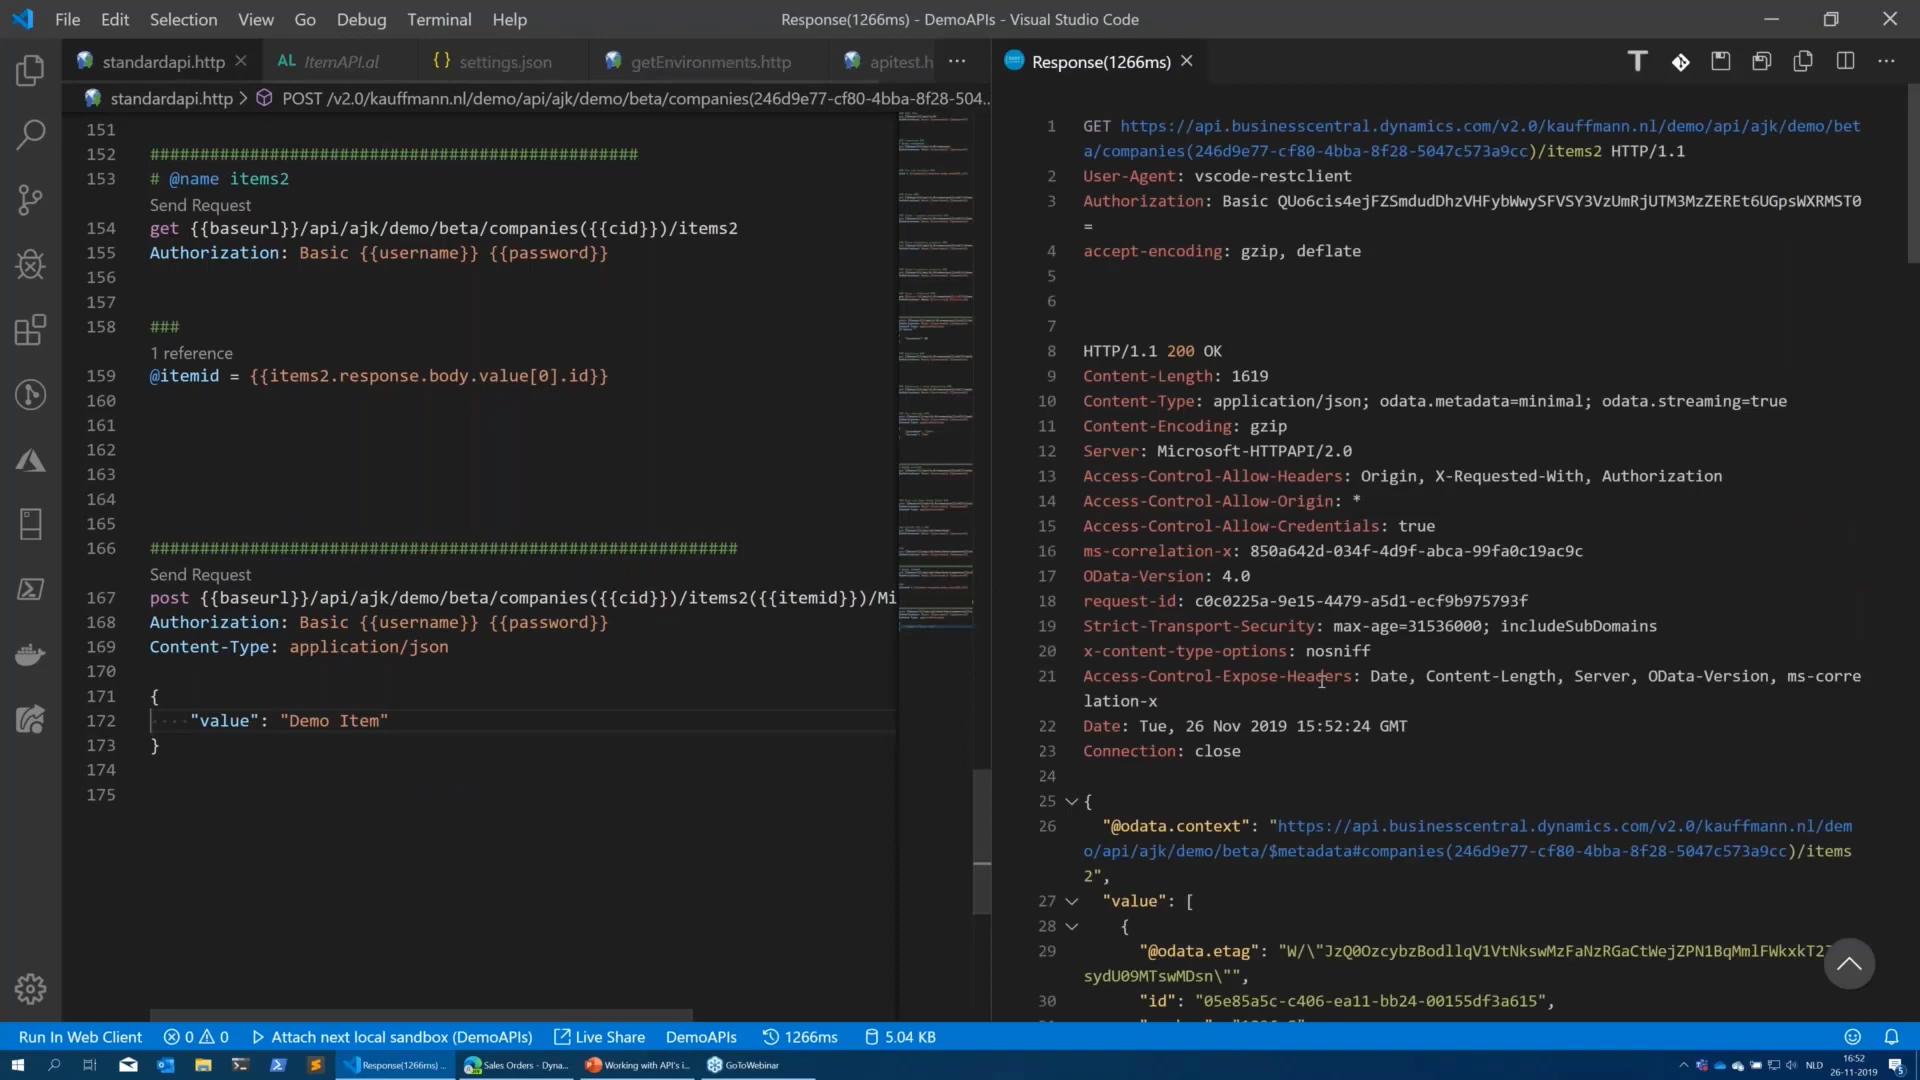 File Edit Selection View Go Debug Terminal Help
Response(1266ms) - DemoAPIs - Visual Studio Code
standardapi.http
AL ItemAPI.al
{} settings.json
getEnvironments.http
apitest.h
Response(1266ms)
standardapi.http > POST /v2.0/kauffmann.nl/demo/api/ajk/demo/beta/companies(246d9e77-cf80-4bba-8f28-504...
151
152 #################################################
153 # @name items2
Send Request
154 get {{baseurl}}/api/ajk/demo/beta/companies({{cid}})/items2
155 Authorization: Basic {{username}} {{password}}
156
157
158 ###
1 reference
159 @itemid = {{items2.response.body.value[0].id}}
160
161
162
163
164
165
166 ###########################################################
Send Request
167 post {{baseurl}}/api/ajk/demo/beta/companies({{cid}})/items2({{itemid}})/Mi
168 Authorization: Basic {{username}} {{password}}
169 Content-Type: application/json
170
171 {
172 ····"value": "Demo Item"
173 }
174
175
1 GET https://api.businesscentral.dynamics.com/v2.0/kauffmann.nl/demo/api/ajk/demo/bet
a/companies(246d9e77-cf80-4bba-8f28-5047c573a9cc)/items2 HTTP/1.1
2 User-Agent: vscode-restclient
3 Authorization: Basic QUo6cis4ejFZSmdudDhzVHFybWwySFVSY3VzUmRjUTM3MzZEREt6UGpsWXRMST0
=
4 accept-encoding: gzip, deflate
5
6
7
8 HTTP/1.1 200 OK
9 Content-Length: 1619
10 Content-Type: application/json; odata.metadata=minimal; odata.streaming=true
11 Content-Encoding: gzip
12 Server: Microsoft-HTTPAPI/2.0
13 Access-Control-Allow-Headers: Origin, X-Requested-With, Authorization
14 Access-Control-Allow-Origin: *
15 Access-Control-Allow-Credentials: true
16 ms-correlation-x: 850a642d-034f-4d9f-abca-99fa0c19ac9c
17 OData-Version: 4.0
18 request-id: c0c0225a-9e15-4479-a5d1-ecf9b975793f
19 Strict-Transport-Security: max-age=31536000; includeSubDomains
20 x-content-type-options: nosniff
21 Access-Control-Expose-Headers: Date, Content-Length, Server, OData-Version, ms-corre
lation-x
22 Date: Tue, 26 Nov 2019 15:52:24 GMT
23 Connection: close
24
25 {
26 "@odata.context": "https://api.businesscentral.dynamics.com/v2.0/kauffmann.nl/dem
o/api/ajk/demo/beta/$metadata#companies(246d9e77-cf80-4bba-8f28-5047c573a9cc)/items
2",
27 "value": [
28 {
29 "@odata.etag":
30 "id": "05e85a5c-c406-ea11-bb24-00155df3a615",
Run In Web Client 0 0 Attach next local sandbox (DemoAPIs) Live Share DemoAPIs 1266ms 5.04 KB
Response(1266ms) ... Sales Orders - Dyna... Working with API's i... GoToWebinar
NLD 16:52
26-11-2019
5